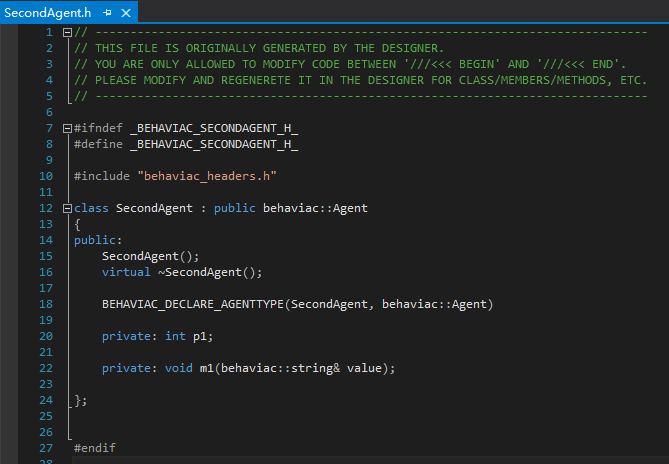 SecondAgent.h
1 // ------------------------------------------------------------------------------
2 // THIS FILE IS ORIGINALLY GENERATED BY THE DESIGNER.
3 // YOU ARE ONLY ALLOWED TO MODIFY CODE BETWEEN '///<<< BEGIN' AND '///<<< END'.
4 // PLEASE MODIFY AND REGENERETE IT IN THE DESIGNER FOR CLASS/MEMBERS/METHODS, ETC.
5 // ------------------------------------------------------------------------------
6
7 #ifndef _BEHAVIAC_SECONDAGENT_H_
8 #define _BEHAVIAC_SECONDAGENT_H_
9
10 #include "behaviac_headers.h"
11
12 class SecondAgent : public behaviac::Agent
13 {
14 public:
15 SecondAgent();
16 virtual ~SecondAgent();
17
18 BEHAVIAC_DECLARE_AGENTTYPE(SecondAgent, behaviac::Agent)
19
20 private: int p1;
21
22 private: void m1(behaviac::string& value);
23
24 };
25
26
27 #endif
28